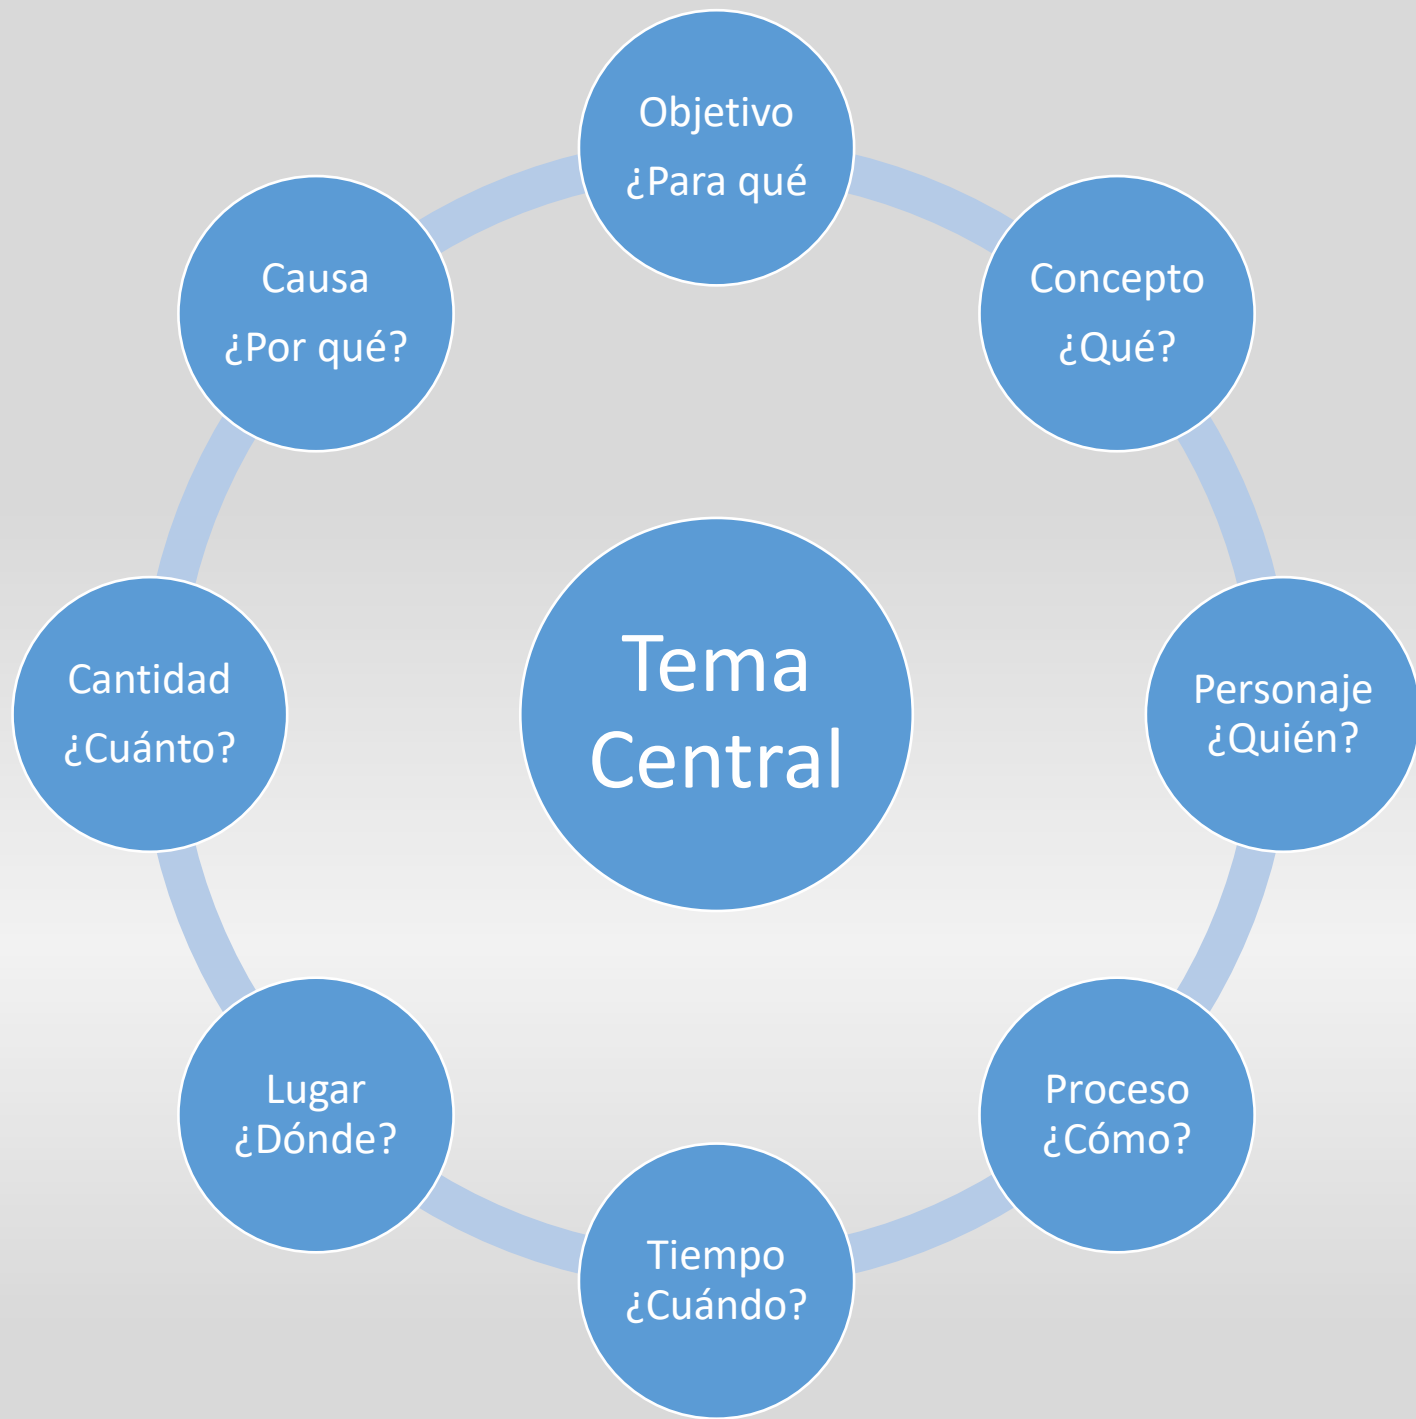 Objetivo
¿Para qué
Concepto
¿Qué?
Personaje
¿Quién?
Proceso
¿Cómo?
Tiempo
¿Cuándo?
Lugar
¿Dónde?
Cantidad
¿Cuánto?
Causa
¿Por qué?
Tema
Central